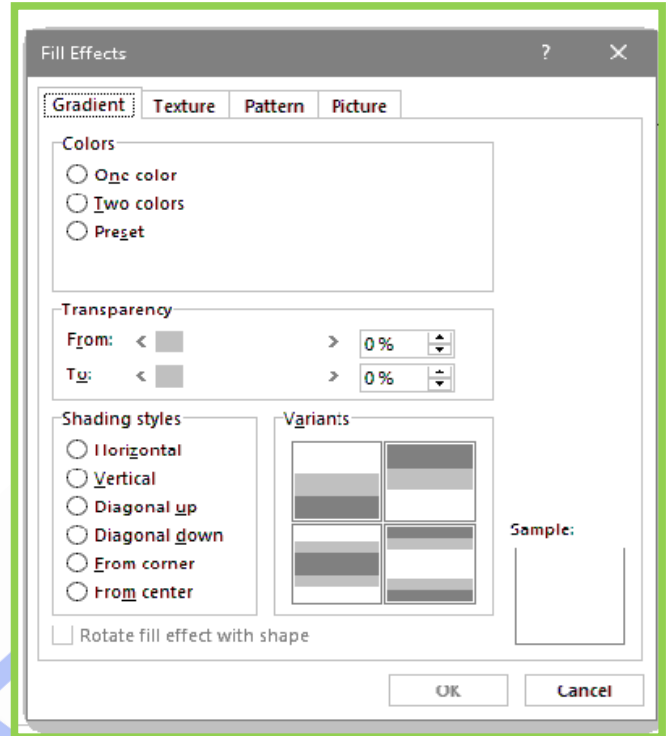 Fill Effects ? ×
Gradient Texture Pattern Picture
Colors
One color
Two colors
Preset
Transparency
From: < > 0 %
To: < > 0 %
Shading styles
Horizontal
Vertical
Diagonal up
Diagonal down
From corner
From center
Variants
Sample:
Rotate fill effect with shape
OK Cancel